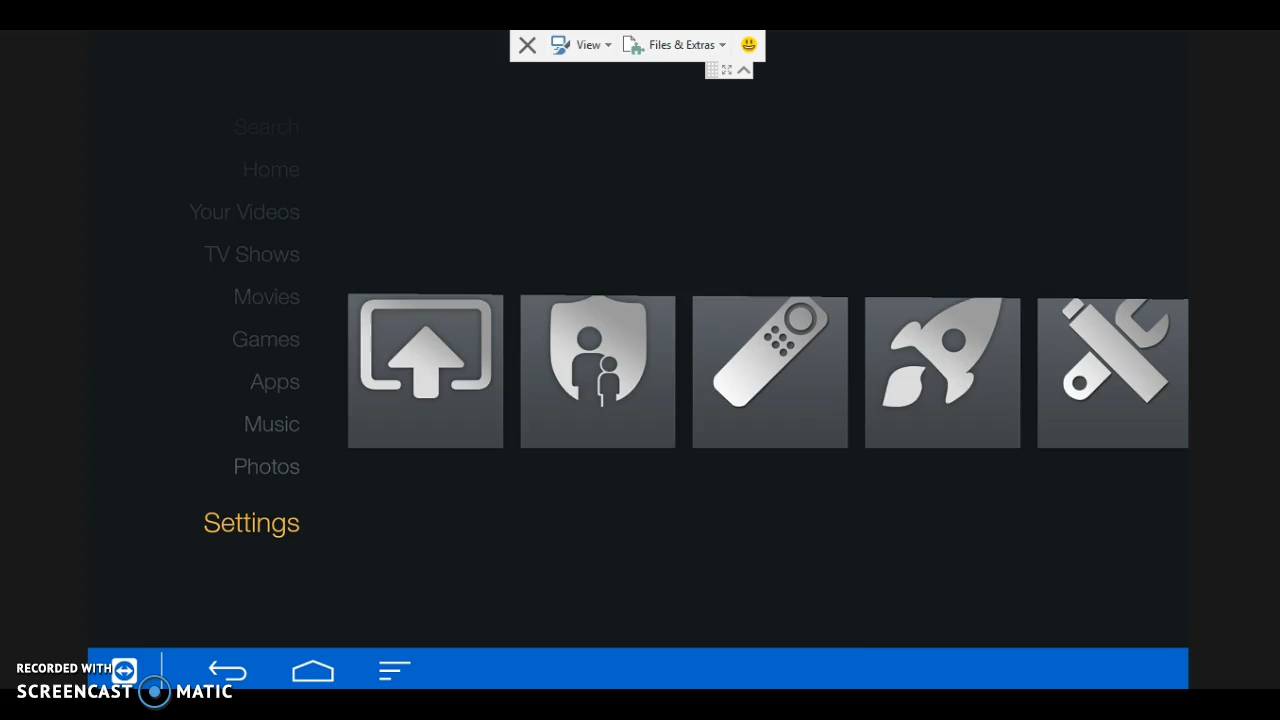 View
Files & Extras
Search
Home
Your Videos
TV Shows
Movies
Games
Apps
Music
Photos
Settings
RECORDED WITH
SCREENCAST MATIC